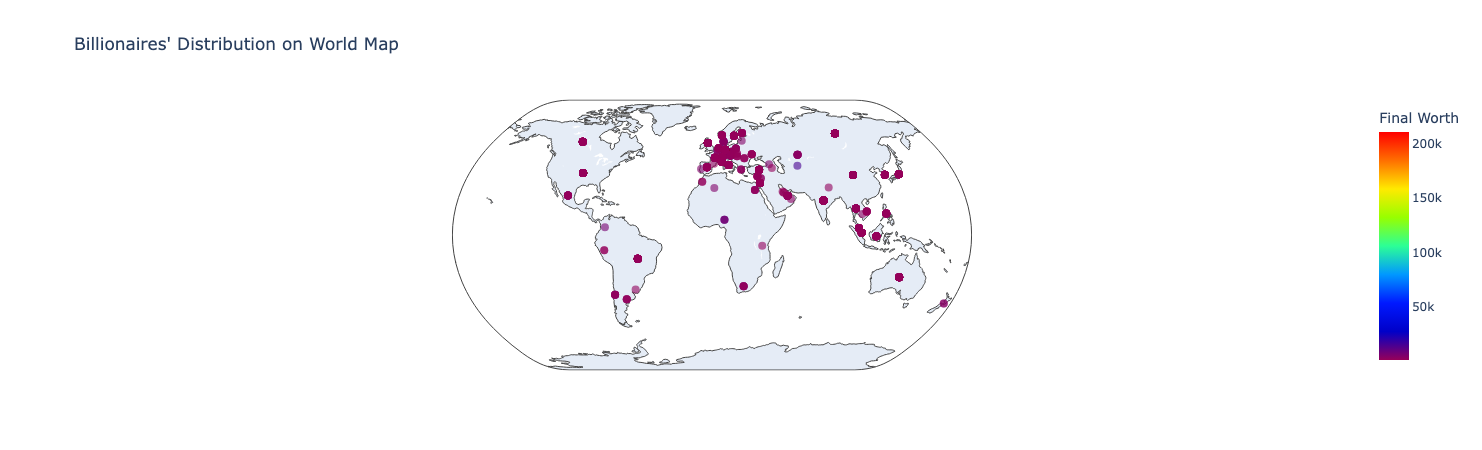 Billionaires' Distribution on World Map
Final Worth
200k
150k
100k
50k